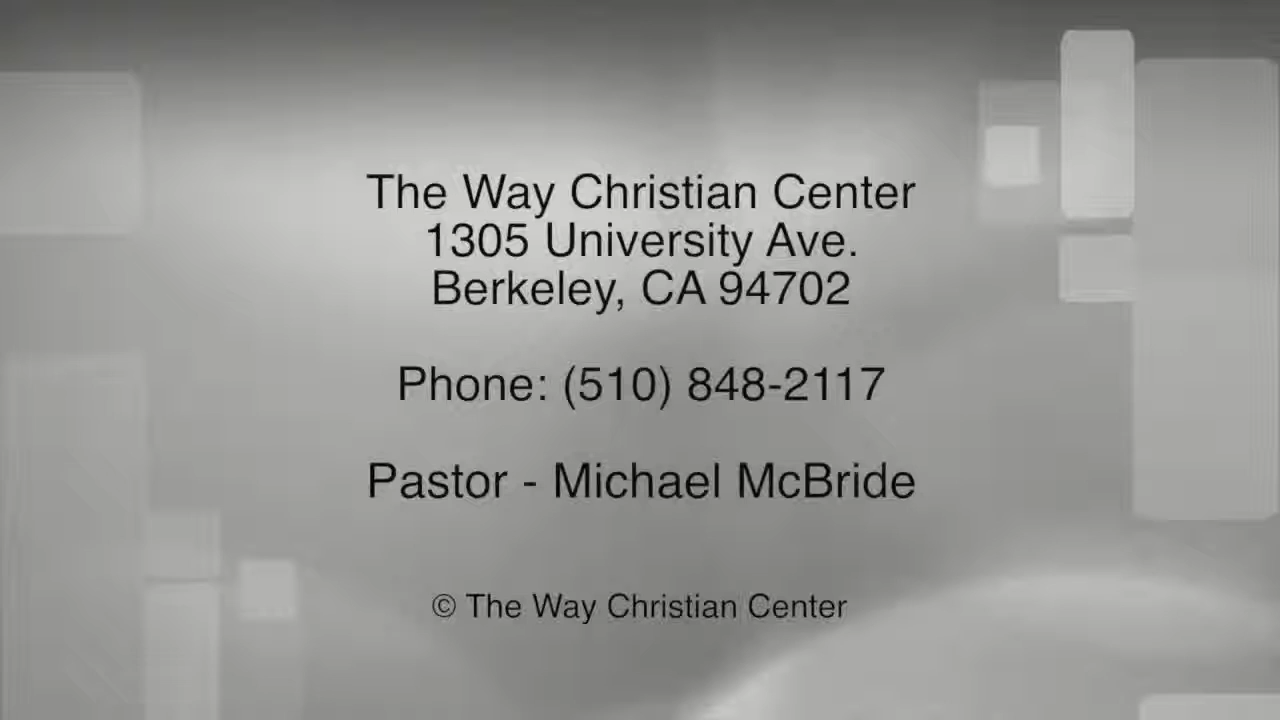 The Way Christian Center
1305 University Ave.
Berkeley, CA 94702
Phone: (510) 848-2117
Pastor - Michael McBride
© The Way Christian Center